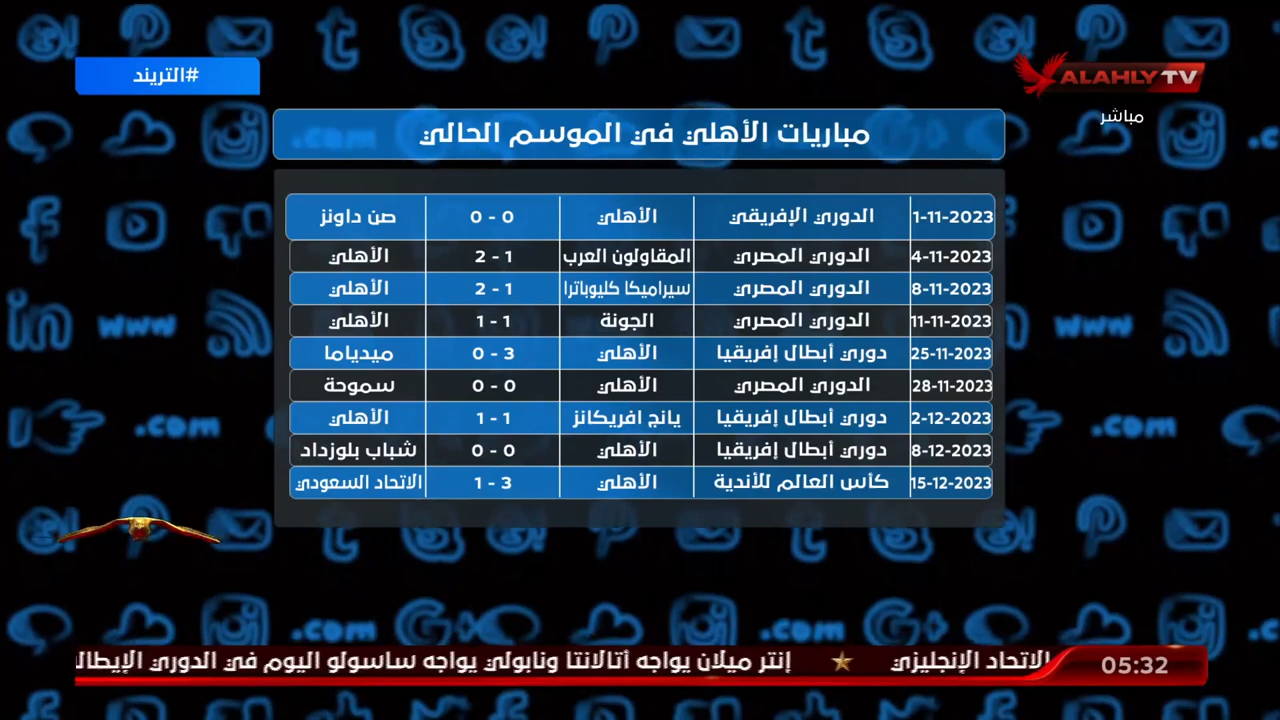 #التريند
ALAHLY TV
مباشر
مباريات الأهلي في الموسم الحالي
1-11-2023 الدوري الإفريقي الأهلي 0 - 0 صن داونز
4-11-2023 الدوري المصري المقاولون العرب 2 - 1 الأهلي
8-11-2023 الدوري المصري سيراميكا كليوباترا 2 - 1 الأهلي
11-11-2023 الدوري المصري الجونة 1 - 1 الأهلي
25-11-2023 دوري أبطال إفريقيا الأهلي 0 - 3 ميدياما
28-11-2023 الدوري المصري الأهلي 0 - 0 سموحة
2-12-2023 دوري أبطال إفريقيا يانج افريكانز 1 - 1 الأهلي
8-12-2023 دوري أبطال إفريقيا الأهلي 0 - 0 شباب بلوزداد
15-12-2023 كأس العالم للأندية الأهلي 1 - 3 الاتحاد السعودي
05:32 الاتحاد الإنجليزي إنتر ميلان يواجه أتالانتا ونابولي يواجه ساسولو اليوم في الدوري